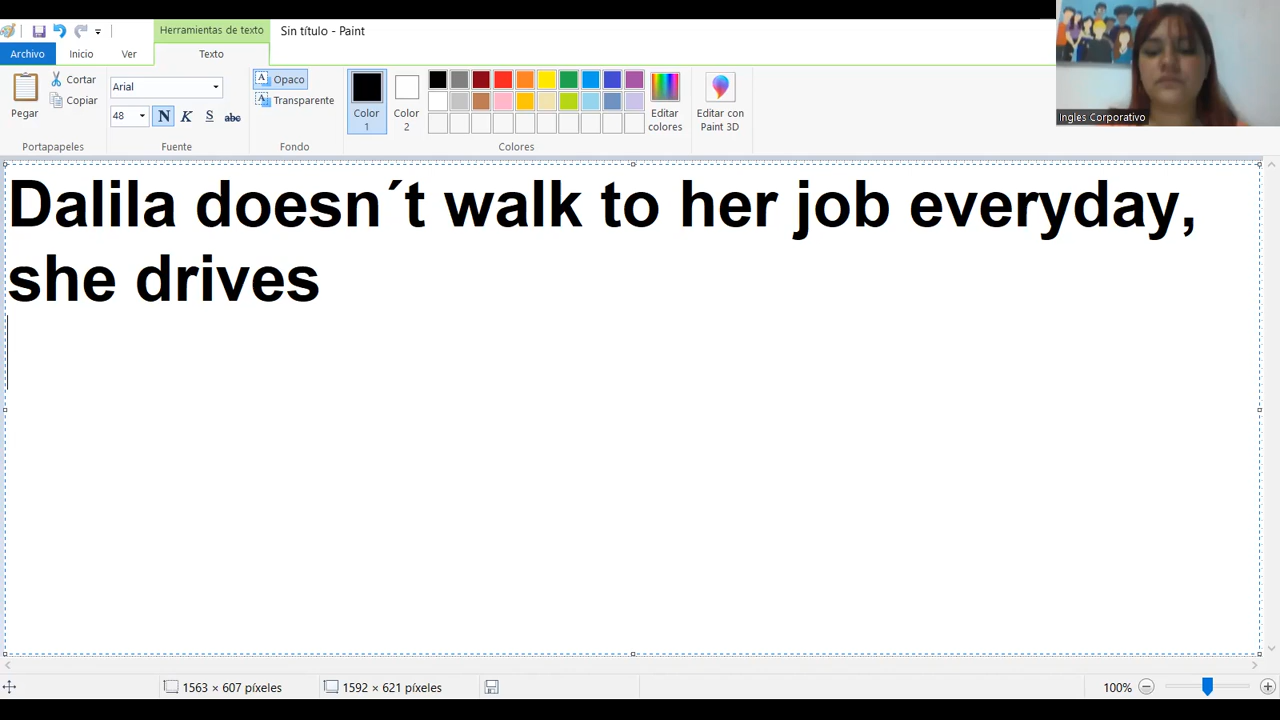 Herramientas de texto
Sin título - Paint
Archivo
Inicio
Ver
Texto
Pegar
Cortar
Copiar
Portapapeles
Arial
48
N K S abc
Fuente
Opaco
Transparente
Fondo
Color 1
Color 2
Editar colores
Editar con Paint 3D
Colores
Ingles Corporativo
Dalila doesn´t walk to her job everyday,
she drives
1563 × 607 píxeles
1592 × 621 píxeles
100%